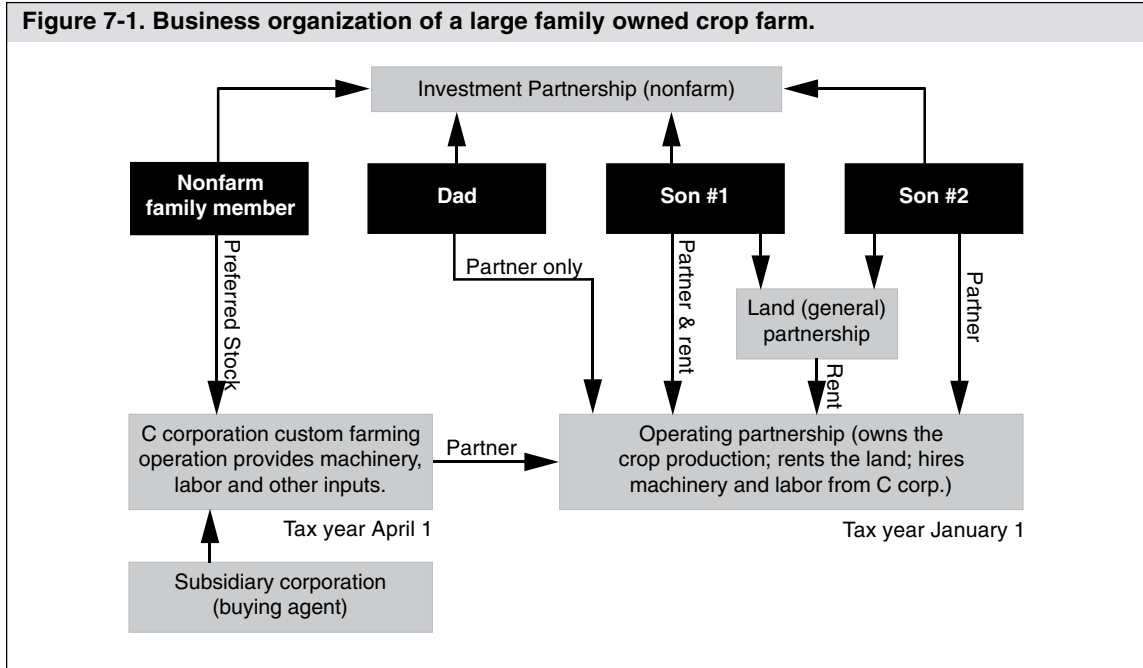 Figure 7-1. Business organization of a large family owned crop farm.
Investment Partnership (nonfarm)
Nonfarm
family member
Dad
Son #1
Son #2
Preferred Stock
Partner only
Partner & rent
Land (general)
partnership
Partner
Rent
C corporation custom farming
operation provides machinery,
labor and other inputs.
Partner
Operating partnership (owns the
crop production; rents the land; hires
machinery and labor from C corp.)
Tax year April 1
Tax year January 1
Subsidiary corporation
(buying agent)